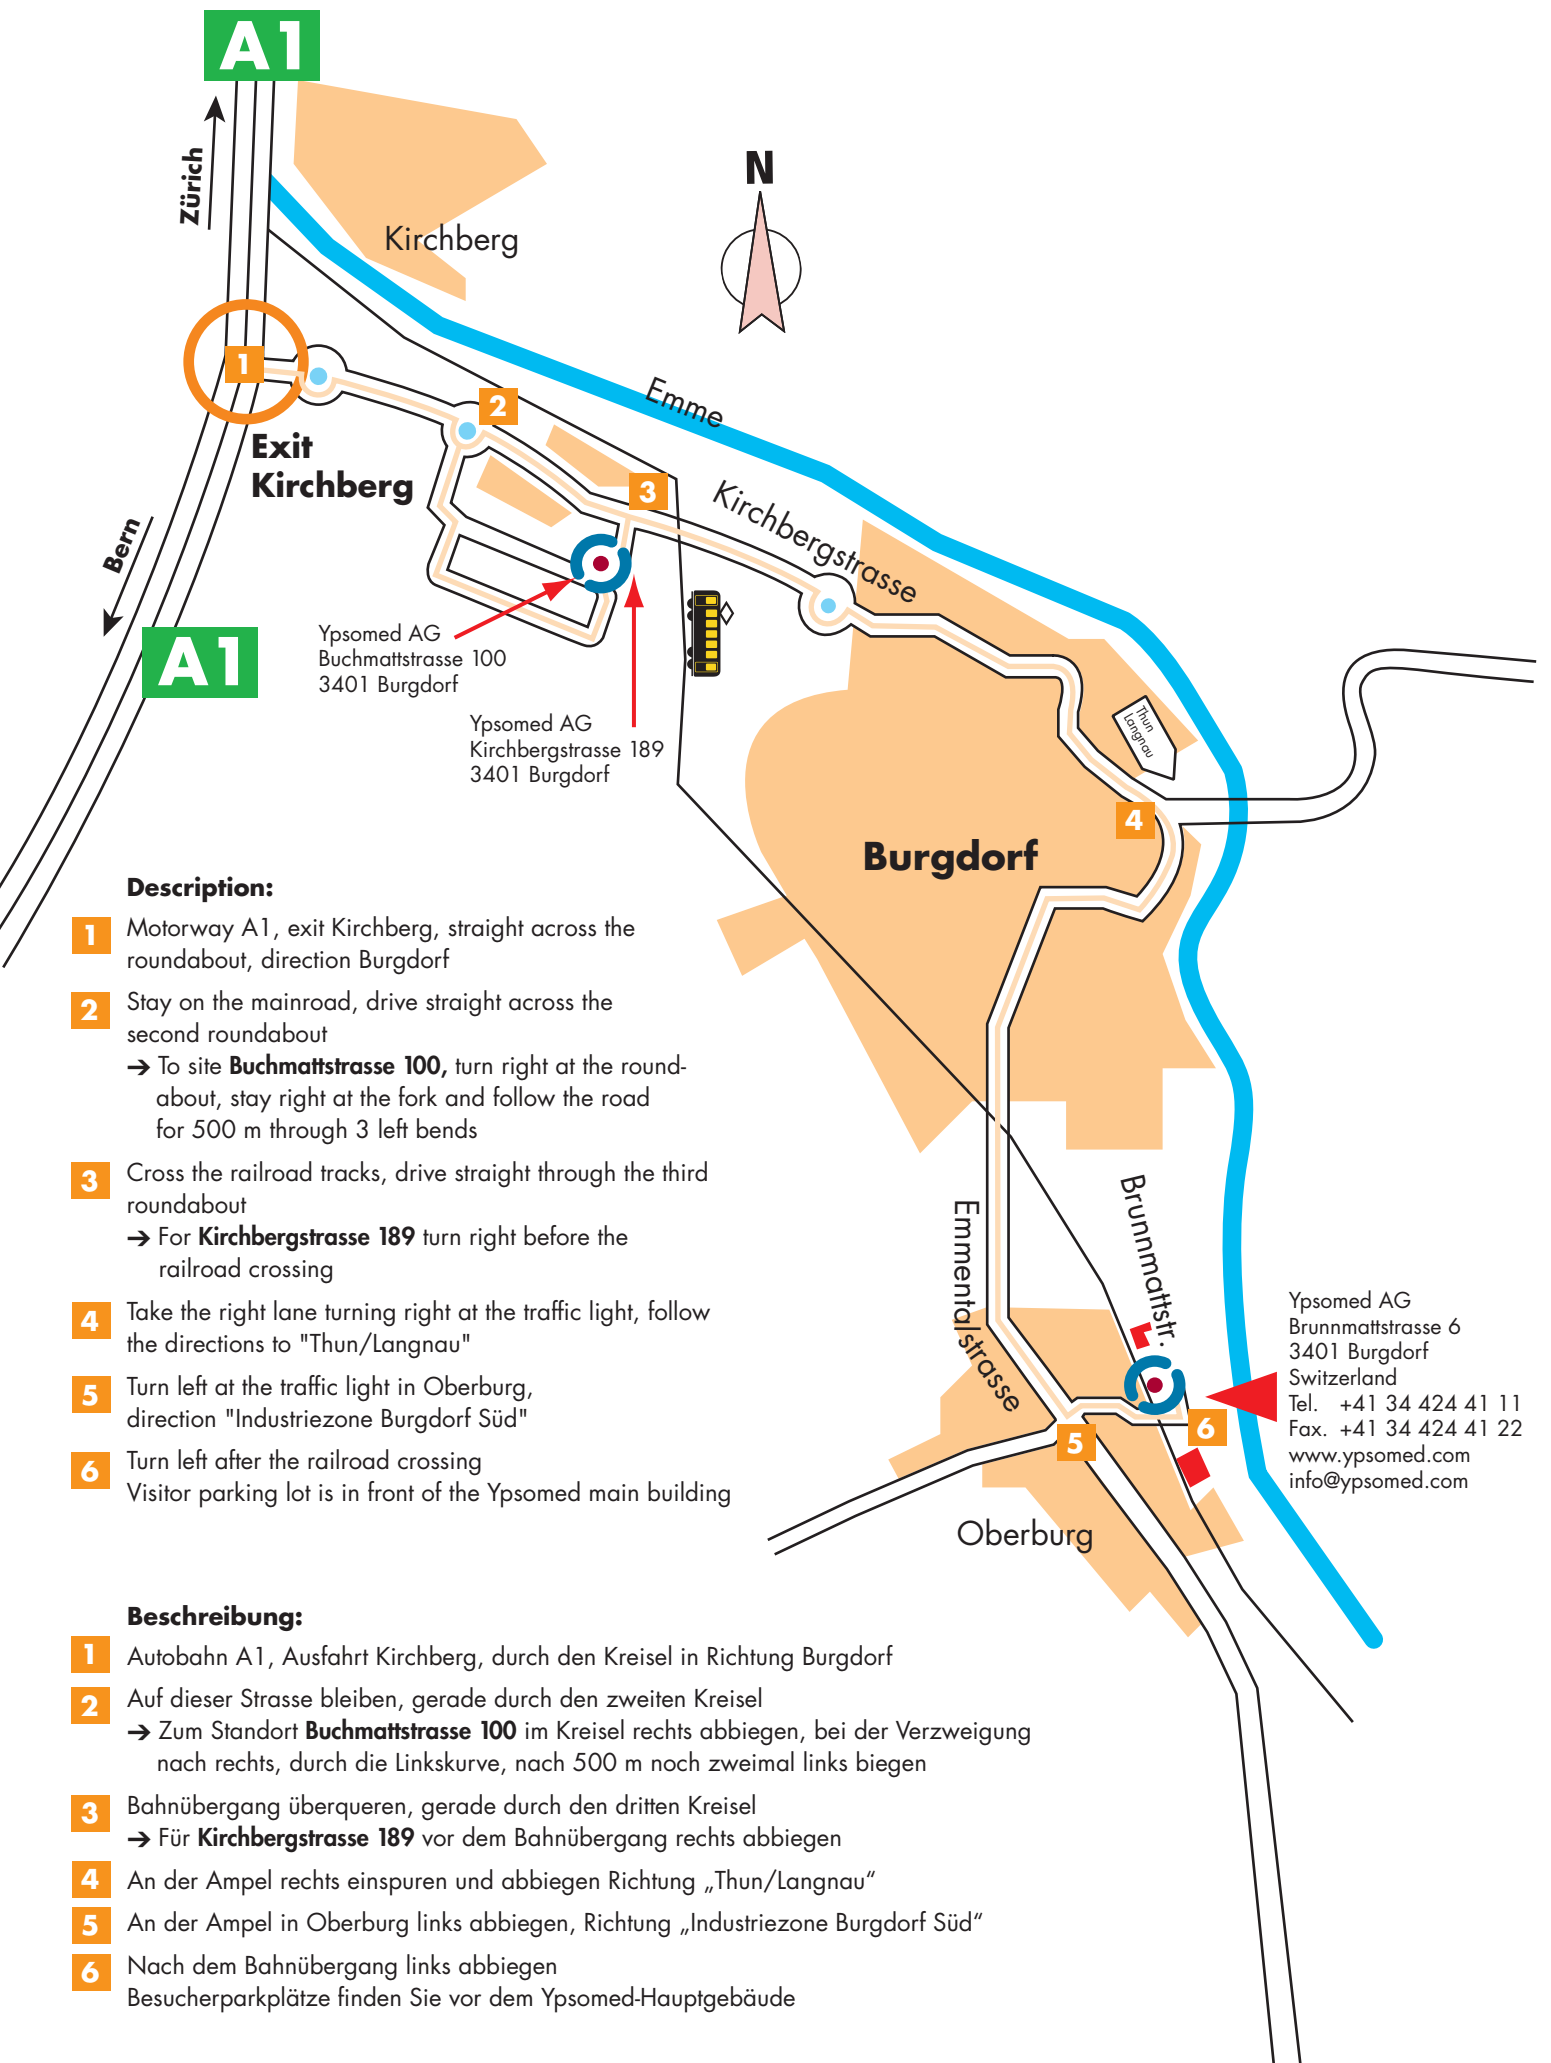 A1
Zürich
N
Kirchberg
1
2
Emme
Exit
Kirchberg
3
Kirchbergstrasse
Bern
A1
Ypsomed AG
Buchmattstrasse 100
3401 Burgdorf
Ypsomed AG
Kirchbergstrasse 189
3401 Burgdorf
Thun
Langnau
4
Burgdorf
Description:
1 Motorway A1, exit Kirchberg, straight across the
roundabout, direction Burgdorf
2 Stay on the mainroad, drive straight across the
second roundabout
➔ To site Buchmattstrasse 100, turn right at the round-
about, stay right at the fork and follow the road
for 500 m through 3 left bends
3 Cross the railroad tracks, drive straight through the third
roundabout
➔ For Kirchbergstrasse 189 turn right before the
railroad crossing
4 Take the right lane turning right at the traffic light, follow
the directions to "Thun/Langnau"
5 Turn left at the traffic light in Oberburg,
direction "Industriezone Burgdorf Süd"
6 Turn left after the railroad crossing
Visitor parking lot is in front of the Ypsomed main building
Emmentalstrasse
Brunnmattstr.
Ypsomed AG
Brunnmattstrasse 6
3401 Burgdorf
Switzerland
Tel. +41 34 424 41 11
Fax. +41 34 424 41 22
www.ypsomed.com
info@ypsomed.com
6
5
Oberburg
Beschreibung:
1 Autobahn A1, Ausfahrt Kirchberg, durch den Kreisel in Richtung Burgdorf
2 Auf dieser Strasse bleiben, gerade durch den zweiten Kreisel
➔ Zum Standort Buchmattstrasse 100 im Kreisel rechts abbiegen, bei der Verzweigung
nach rechts, durch die Linkskurve, nach 500 m noch zweimal links biegen
3 Bahnübergang überqueren, gerade durch den dritten Kreisel
➔ Für Kirchbergstrasse 189 vor dem Bahnübergang rechts abbiegen
4 An der Ampel rechts einspuren und abbiegen Richtung „Thun/Langnau“
5 An der Ampel in Oberburg links abbiegen, Richtung „Industriezone Burgdorf Süd“
6 Nach dem Bahnübergang links abbiegen
Besucherparkplätze finden Sie vor dem Ypsomed-Hauptgebäude